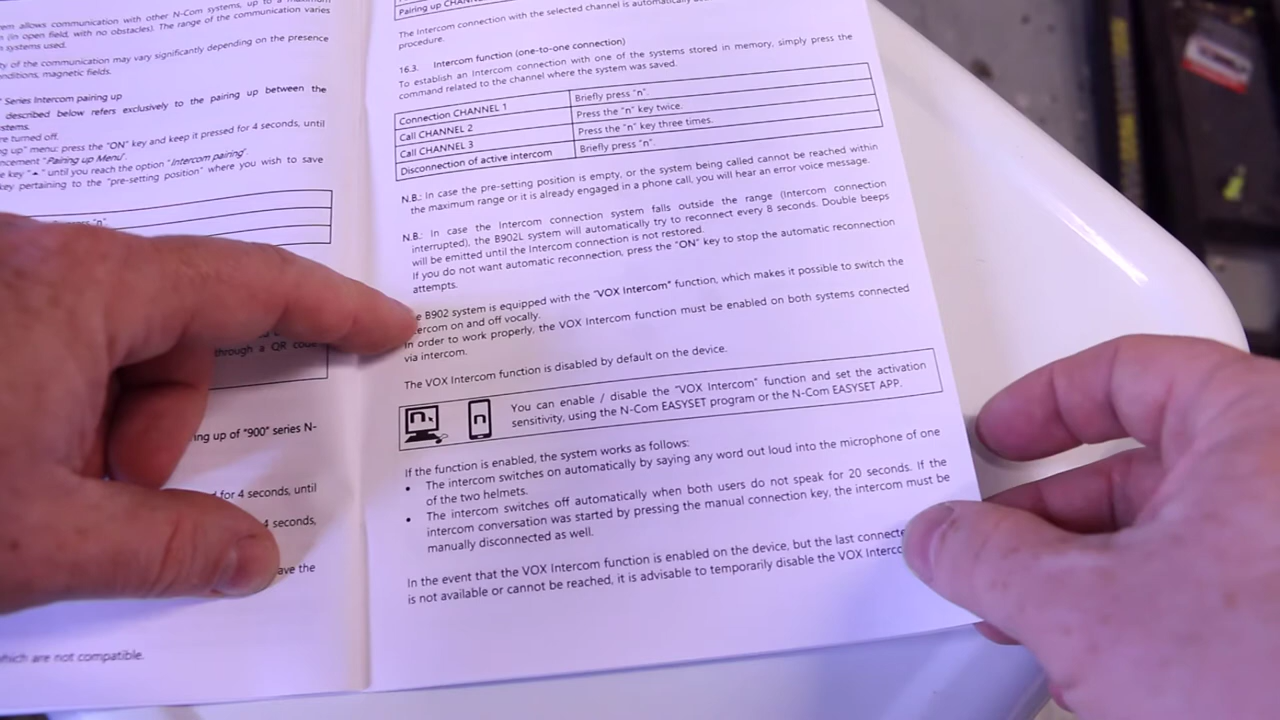 em allows communication with other N-Com systems, up to a maximum
(in open field, with no obstacles). The range of the communication varies
systems used.
ty of the communication may vary significantly depending on the presence
nditions, magnetic fields.
Series Intercom pairing up
described below refers exclusively to the pairing up between the
stems.
re turned off.
ng up" menu: press the "ON" key and keep it pressed for 4 seconds, until
ncement "Pairing up Menu".
e key "▲" until you reach the option "Intercom pairing".
key pertaining to the "pre-setting position" where you wish to save
"n"
through a QR code
ing up of "900" series N-
for 4 seconds, until
4 seconds,
ave the
which are not compatible.
Pairing up CHANN
The Intercom connection with the selected channel is automatically
procedure.
16.3. Intercom function (one-to-one connection)
To establish an Intercom connection with one of the systems stored in memory, simply press the
command related to the channel where the system was saved.
Connection CHANNEL 1 Briefly press "n".
Call CHANNEL 2 Press the "n" key twice.
Call CHANNEL 3 Press the "n" key three times.
Disconnection of active intercom Briefly press "n".
N.B.: In case the pre-setting position is empty, or the system being called cannot be reached within
the maximum range or it is already engaged in a phone call, you will hear an error voice message.
N.B.: In case the Intercom connection system falls outside the range (Intercom connection
interrupted), the B902L system will automatically try to reconnect every 8 seconds. Double beeps
will be emitted until the Intercom connection is not restored.
If you do not want automatic reconnection, press the "ON" key to stop the automatic reconnection
attempts.
e B902 system is equipped with the "VOX Intercom" function, which makes it possible to switch the
ercom on and off vocally.
In order to work properly, the VOX Intercom function must be enabled on both systems connected
via intercom.
The VOX Intercom function is disabled by default on the device.
n n You can enable / disable the "VOX Intercom" function and set the activation
sensitivity, using the N-Com EASYSET program or the N-Com EASYSET APP.
If the function is enabled, the system works as follows:
• The intercom switches on automatically by saying any word out loud into the microphone of one
of the two helmets.
• The intercom switches off automatically when both users do not speak for 20 seconds. If the
intercom conversation was started by pressing the manual connection key, the intercom must be
manually disconnected as well.
In the event that the VOX Intercom function is enabled on the device, but the last connecte
is not available or cannot be reached, it is advisable to temporarily disable the VOX Interco